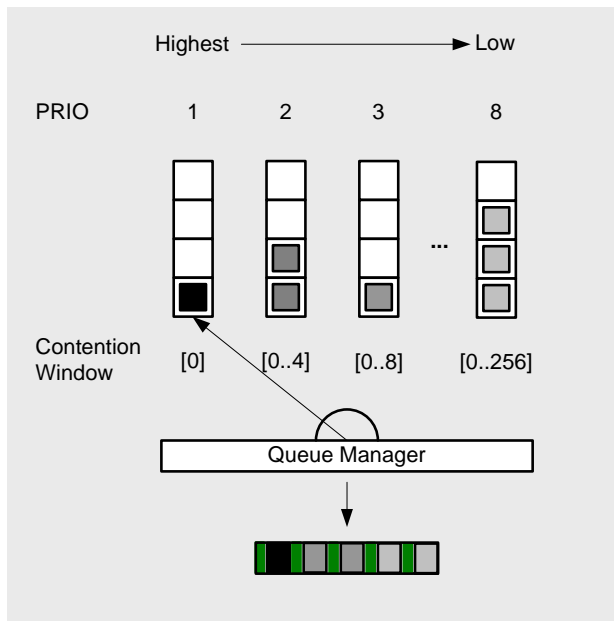 Highest Low
PRIO 1 2 3 8
...
Contention
Window [0] [0..4] [0..8] [0..256]
Queue Manager